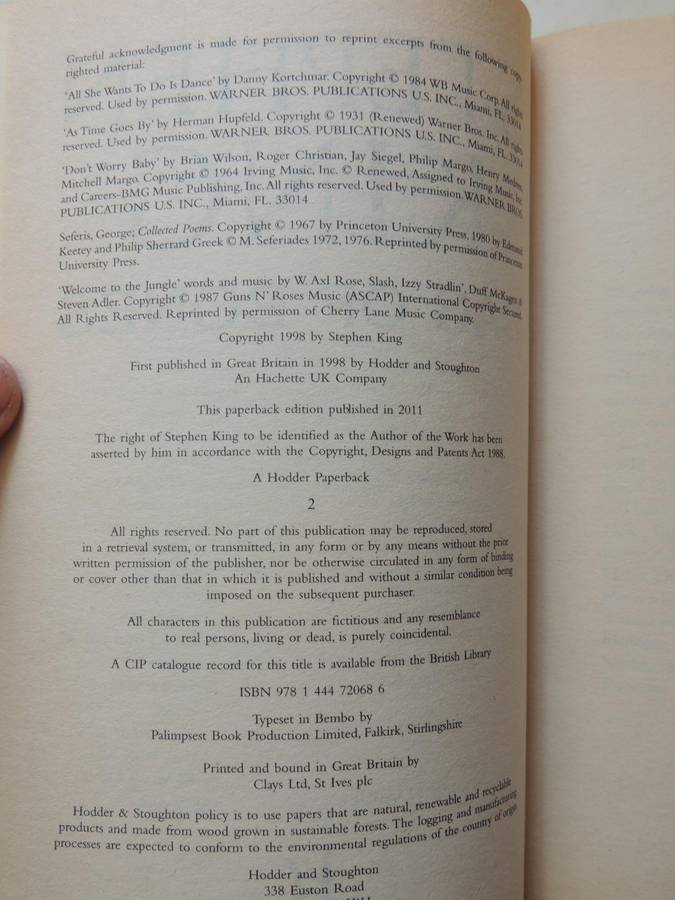 Grateful acknowledgment is made for permission to reprint excerpts from the following copy-
righted material:
'All She Wants To Do Is Dance' by Danny Kortchmar. Copyright © 1984 WB Music Corp. All rights
reserved. Used by permission. WARNER BROS. PUBLICATIONS U.S. INC., Miami, FL. 33014
'As Time Goes By' by Herman Hupfeld. Copyright © 1931 (Renewed) Warner Bros. Inc. All rights
reserved. Used by permission. WARNER BROS. PUBLICATIONS U.S. INC., Miami, FL. 33014
'Don't Worry Baby' by Brian Wilson, Roger Christian, Jay Siegel, Philip Margo, Henry Medress,
Mitchell Margo. Copyright © 1964 Irving Music, Inc. © Renewed, Assigned to Irving Music, Inc.
and Careers-BMG Music Publishing, Inc. All rights reserved. Used by permission. WARNER BROS.
PUBLICATIONS U.S. INC., Miami, FL. 33014
Seferis, George; Collected Poems. Copyright © 1967 by Princeton University Press, 1980 by Edmund
Keetey and Philip Sherrard Greek © M. Seferiades 1972, 1976. Reprinted by permission of Princeton
University Press.
'Welcome to the Jungle' words and music by W. Axl Rose, Slash, Izzy Stradlin', Duff McKagan &
Steven Adler. Copyright © 1987 Guns N' Roses Music (ASCAP) International Copyright Secured.
All Rights Reserved. Reprinted by permission of Cherry Lane Music Company.
Copyright 1998 by Stephen King
First published in Great Britain in 1998 by Hodder and Stoughton
An Hachette UK Company
This paperback edition published in 2011
The right of Stephen King to be identified as the Author of the Work has been
asserted by him in accordance with the Copyright, Designs and Patents Act 1988.
A Hodder Paperback
2
All rights reserved. No part of this publication may be reproduced, stored
in a retrieval system, or transmitted, in any form or by any means without the prior
written permission of the publisher, nor be otherwise circulated in any form of binding
or cover other than that in which it is published and without a similar condition being
imposed on the subsequent purchaser.
All characters in this publication are fictitious and any resemblance
to real persons, living or dead, is purely coincidental.
A CIP catalogue record for this title is available from the British Library
ISBN 978 1 444 72068 6
Typeset in Bembo by
Palimpsest Book Production Limited, Falkirk, Stirlingshire
Printed and bound in Great Britain by
Clays Ltd, St Ives plc
Hodder & Stoughton policy is to use papers that are natural, renewable and recyclable
products and made from wood grown in sustainable forests. The logging and manufacturing
processes are expected to conform to the environmental regulations of the country of origin
Hodder and Stoughton
338 Euston Road